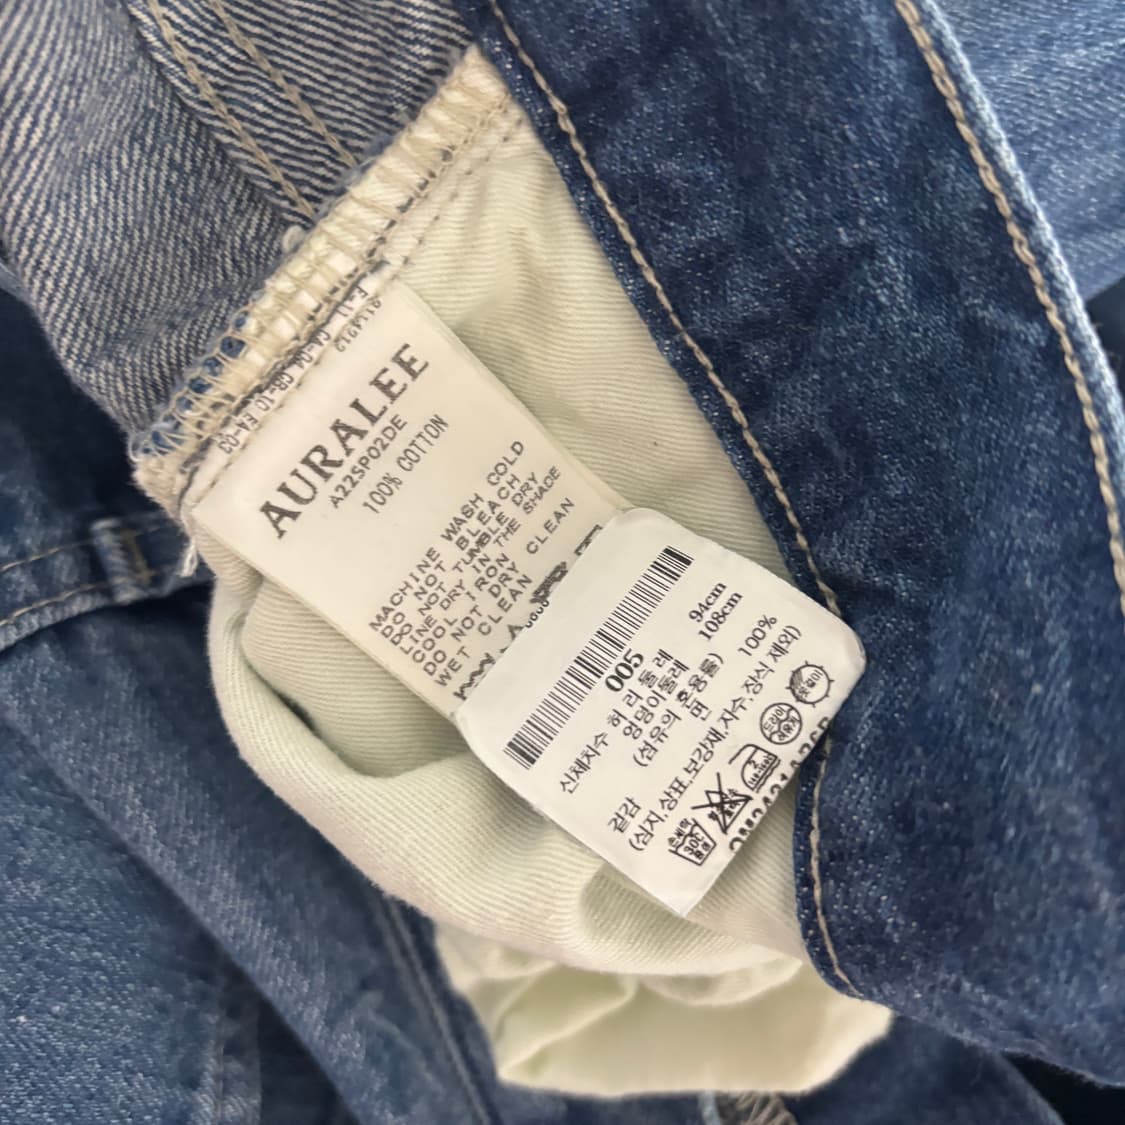 AURALEE
A22SP02DE
100% COTTON
MACHINE WASH COLD
DO NOT BLEACH
DO NOT TUMBLE DRY
LINE DRY IN THE SHADE
COOL IRON
DO NOT DRY CLEAN
WET CLEAN
005
신체치수 허 리 둘 레 94cm
엉덩이둘레 108cm
(섬유의 혼용률)
겉감 면 100%
(심지,상표,보강재,자수,장식 제외)
30℃